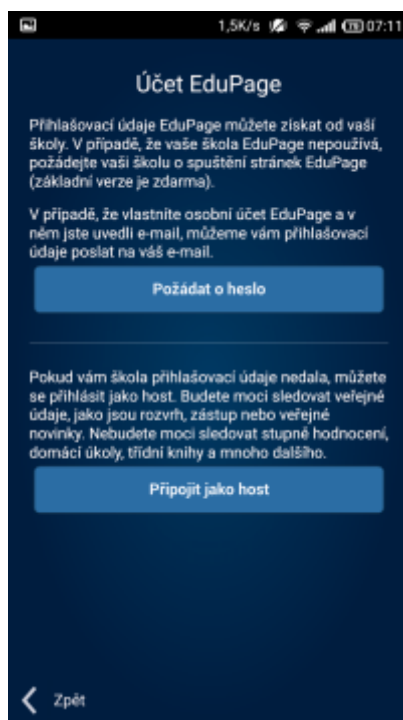 1,5K/s 78 07:11
Účet EduPage
Přihlašovací údaje EduPage můžete získat od vaší
školy. V případě, že vaše škola EduPage nepoužívá,
požádejte vaši školu o spuštění stránek EduPage
(základní verze je zdarma).
V případě, že vlastníte osobní účet EduPage a v
něm jste uvedli e-mail, můžeme vám přihlašovací
údaje poslat na váš e-mail.
Požádat o heslo
Pokud vám škola přihlašovací údaje nedala, můžete
se přihlásit jako host. Budete moci sledovat veřejné
údaje, jako jsou rozvrh, zástup nebo veřejné
novinky. Nebudete moci sledovat stupně hodnocení,
domácí úkoly, třídní knihy a mnoho dalšího.
Připojit jako host
Zpět